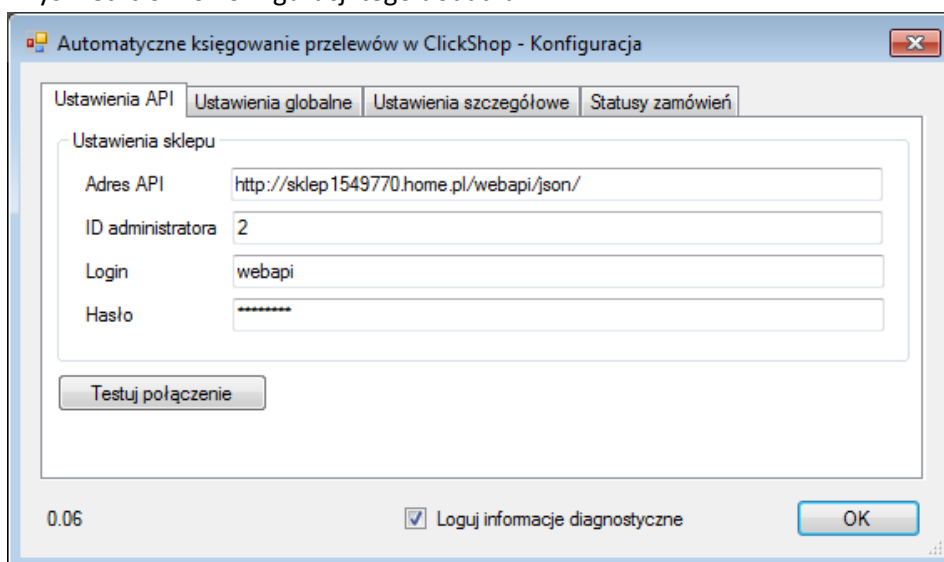 Automatyczne księgowanie przelewów w ClickShop - Konfiguracja
Ustawienia API Ustawienia globalne Ustawienia szczegółowe Statusy zamówień
Ustawienia sklepu
Adres API http://sklep1549770.home.pl/webapi/json/
ID administratora 2
Login webapi
Hasło ********
Testuj połączenie
0.06 Loguj informacje diagnostyczne OK